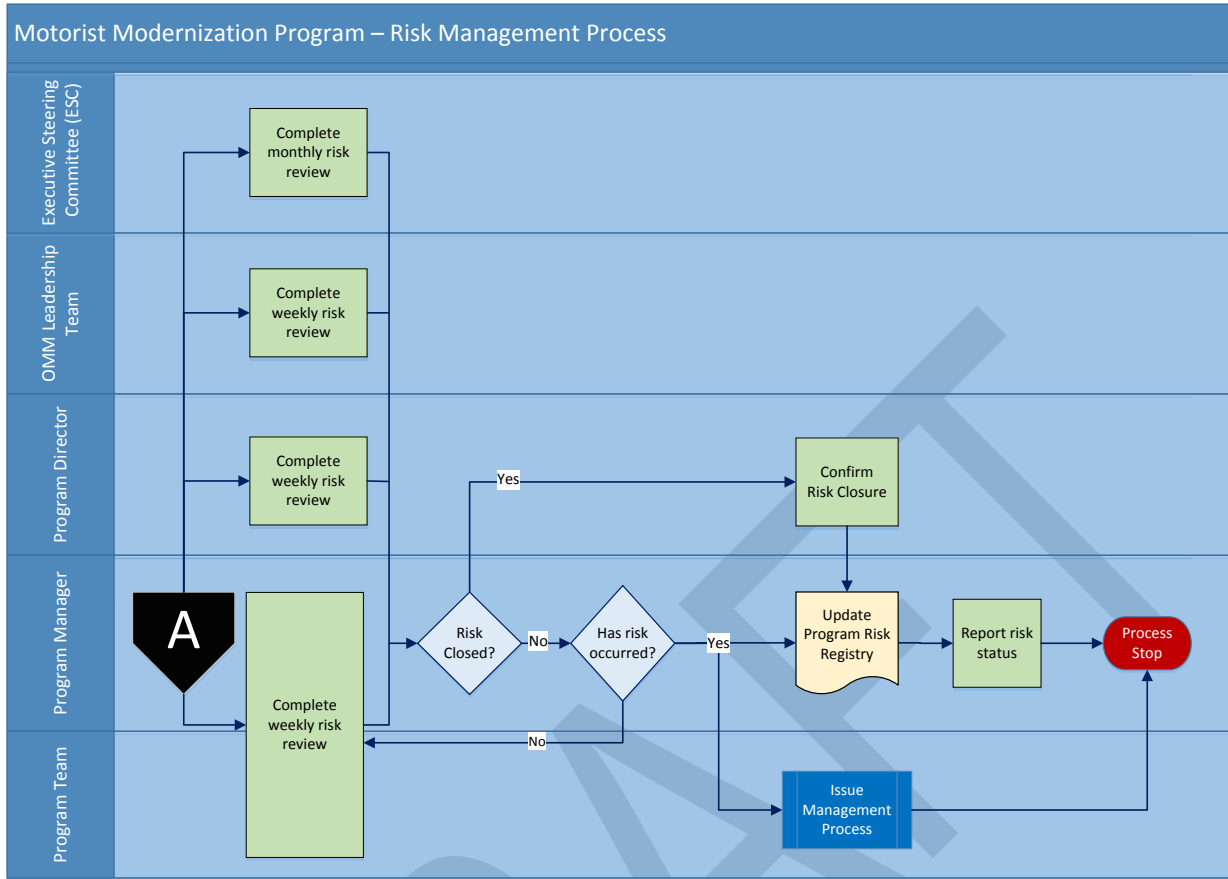 Motorist Modernization Program – Risk Management Process
Executive Steering
Committee (ESC)
Complete
monthly risk
review
OMM Leadership
Team
Complete
weekly risk
review
Program Director
Complete
weekly risk
review
Yes
Confirm
Risk Closure
Program Manager
A
Complete
weekly risk
review
Risk
Closed?
No
Has risk
occurred?
Yes
Update
Program Risk
Registry
Report risk
status
Process
Stop
No
Program Team
Issue
Management
Process
DRAFT